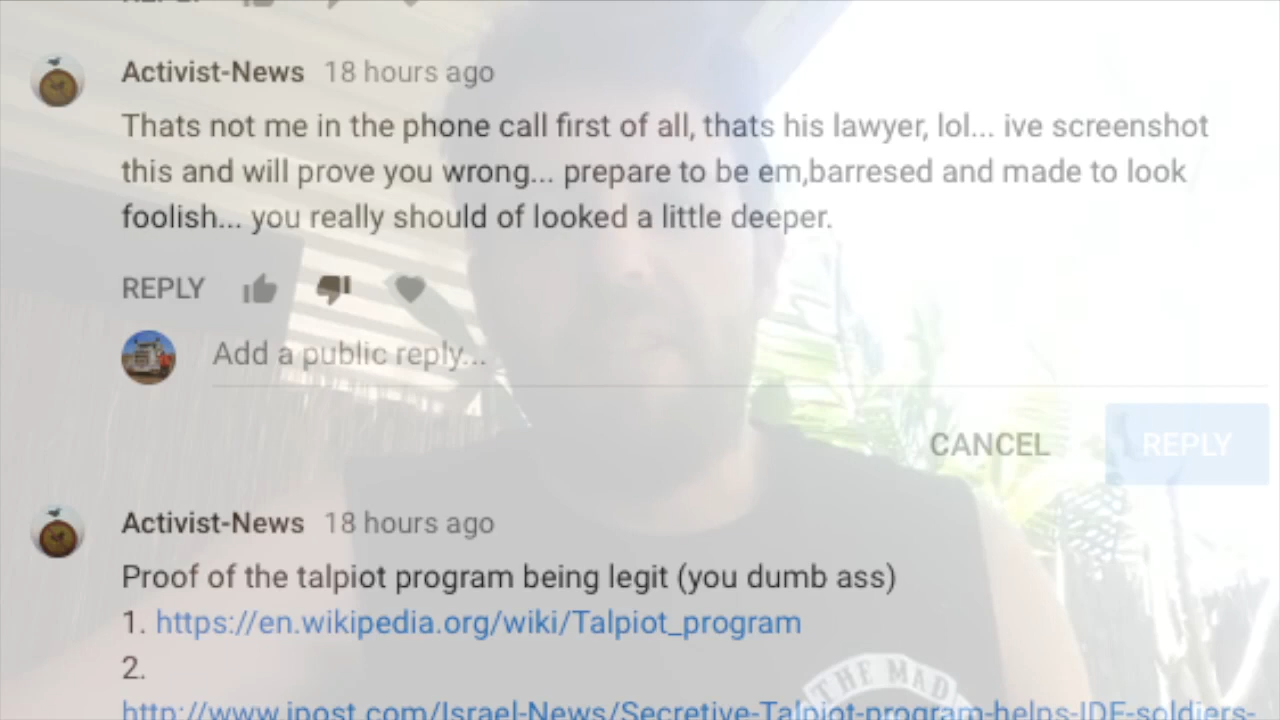 REPLY
Activist-News 18 hours ago
Thats not me in the phone call first of all, thats his lawyer, lol... ive screenshot
this and will prove you wrong... prepare to be em,barresed and made to look
foolish... you really should of looked a little deeper.
REPLY
Add a public reply...
CANCEL REPLY
Activist-News 18 hours ago
Proof of the talpiot program being legit (you dumb ass)
1. https://en.wikipedia.org/wiki/Talpiot_program
2.
http://www.jpost.com/Israel-News/Secretive-Talpiot-program-helps-IDF-soldiers-
THE MAD